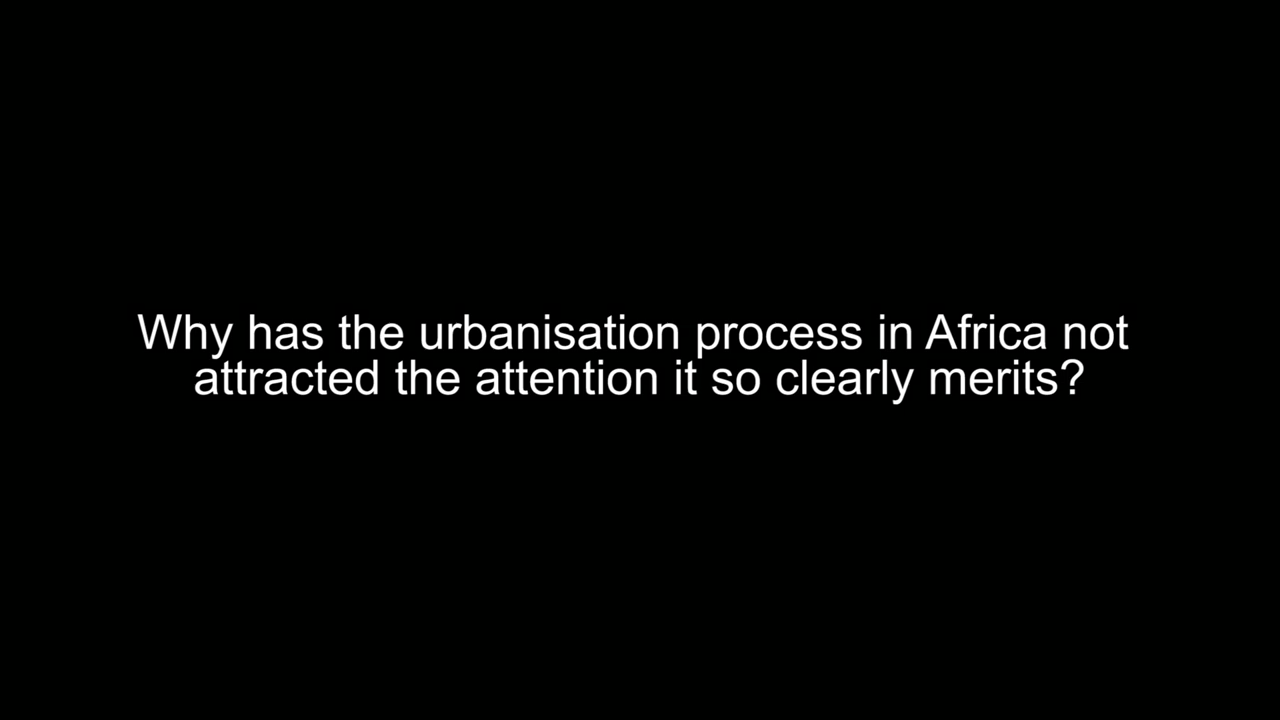 Why has the urbanisation process in Africa not
attracted the attention it so clearly merits?